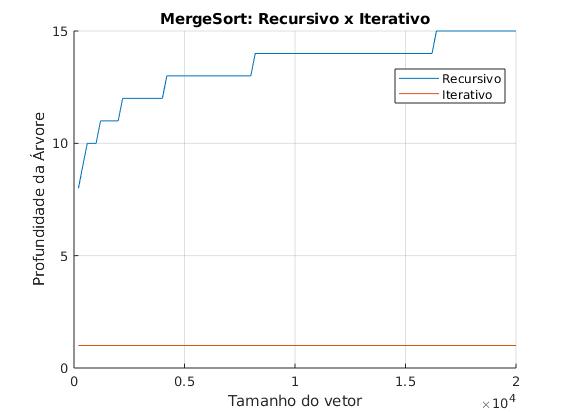 MergeSort: Recursivo x Iterativo
15
Recursivo
Iterativo
10
Profundidade da Árvore
5
0
0
0.5
1
1.5
2
Tamanho do vetor
×10^4